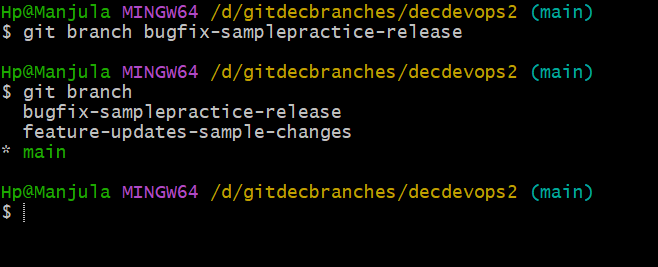 Hp@Manjula MINGW64 /d/gitdecbranches/decdevops2 (main)
$ git branch bugfix-samplepractice-release
Hp@Manjula MINGW64 /d/gitdecbranches/decdevops2 (main)
$ git branch
bugfix-samplepractice-release
feature-updates-sample-changes
* main
Hp@Manjula MINGW64 /d/gitdecbranches/decdevops2 (main)
$